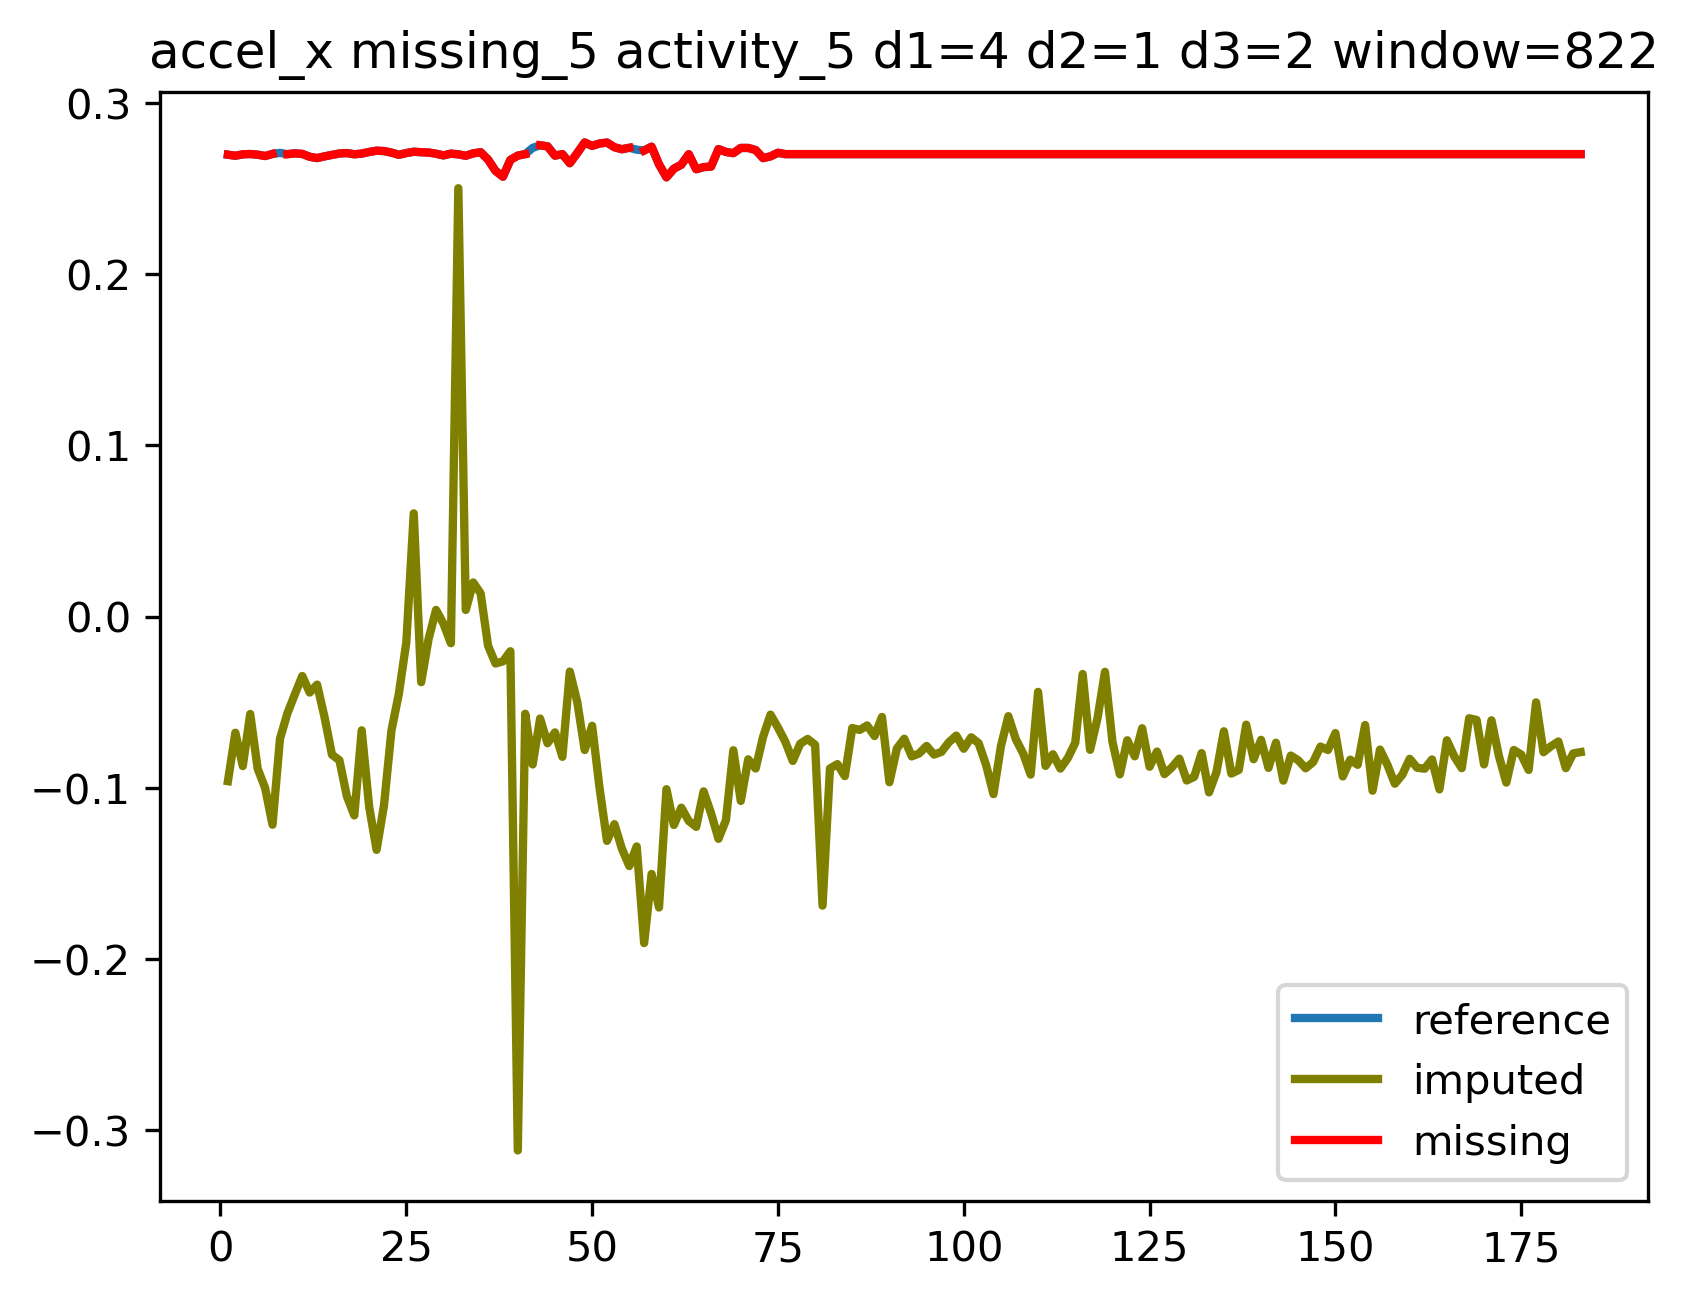 accel_x missing_5 activity_5 d1=4 d2=1 d3=2 window=822
0.3
0.2
0.1
0.0
−0.1
−0.2
−0.3
0 25 50 75 100 125 150 175
reference
imputed
missing